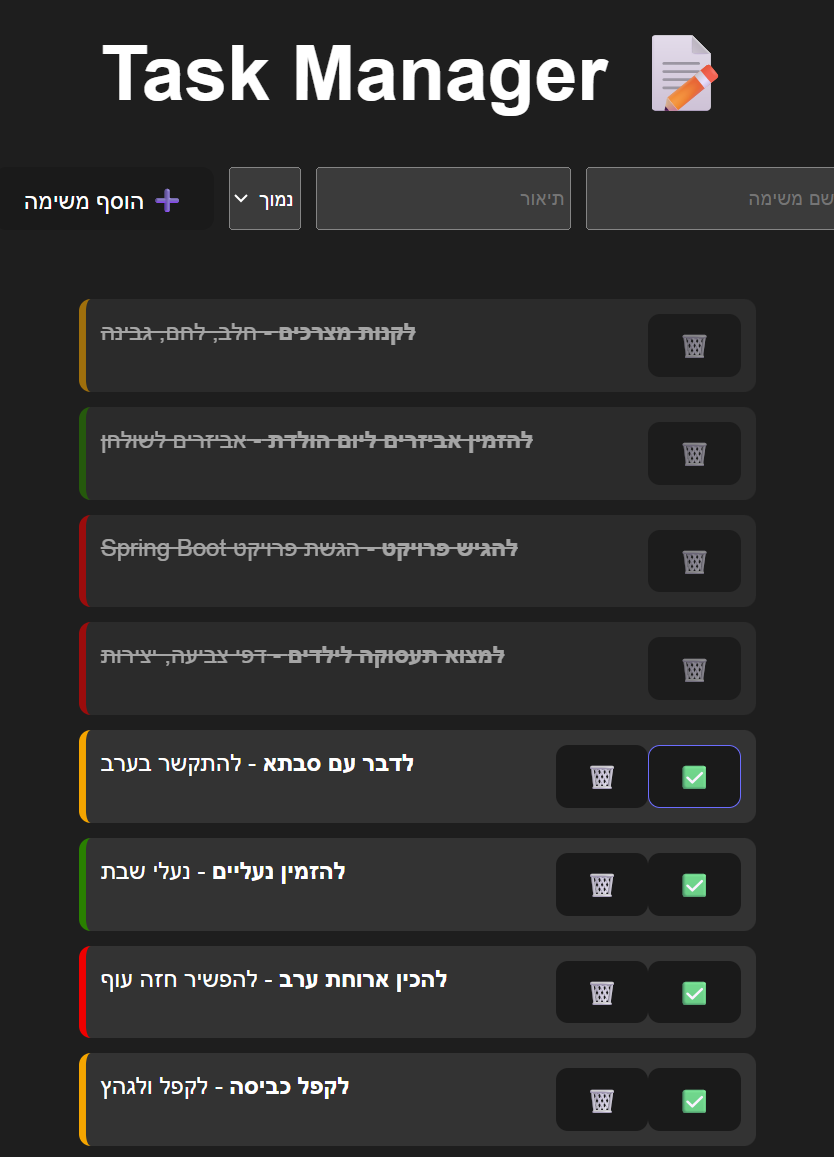 Task Manager
שם משימה
תיאור
נמוך
הוסף משימה
לקנות מצרכים - חלב, לחם, גבינה
להזמין אביזרים ליום הולדת - אביזרים לשולחן
להגיש פרויקט - הגשת פרויקט Spring Boot
למצוא תעסוקה לילדים - דפי צביעה, יצירות
לדבר עם סבתא - להתקשר בערב
להזמין נעליים - נעלי שבת
להכין ארוחת ערב - להפשיר חזה עוף
לקפל כביסה - לקפל ולגהץ